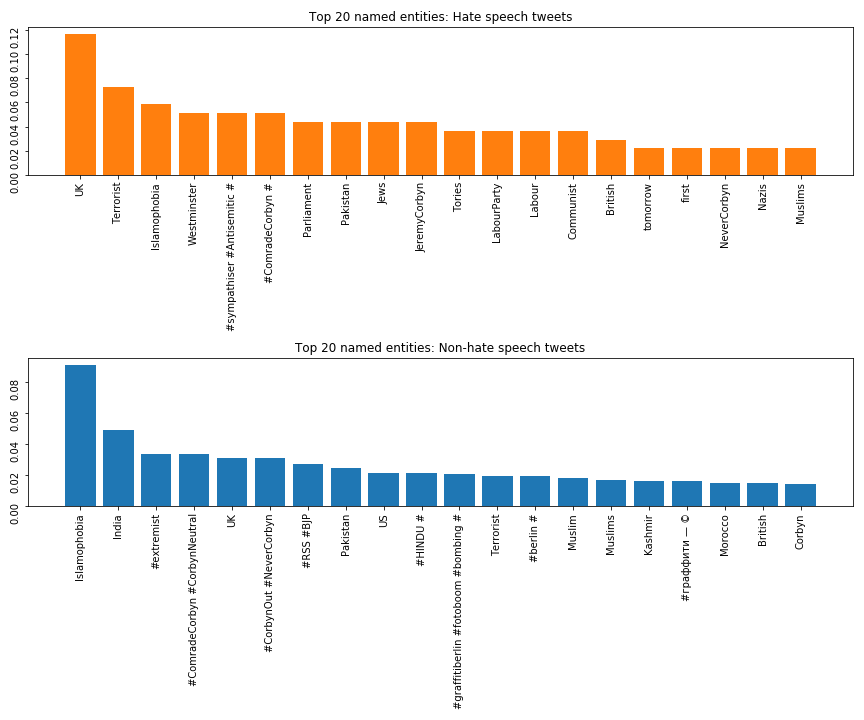 Top 20 named entities: Hate speech tweets
0.12
0.10
0.08
0.06
0.04
0.02
0.00
UK
Terrorist
Islamophobia
Westminster
#sympathiser #Antisemitic #
#ComradeCorbyn #
Parliament
Pakistan
Jews
JeremyCorbyn
Tories
LabourParty
Labour
Communist
British
tomorrow
first
NeverCorbyn
Nazis
Muslims
Top 20 named entities: Non-hate speech tweets
0.08
0.06
0.04
0.02
0.00
Islamophobia
India
#extremist
#ComradeCorbyn #CorbynNeutral
UK
#CorbynOut #NeverCorbyn
#RSS #BJP
Pakistan
US
#HINDU #
#graffitiberlin #fotoboom #bombing #
Terrorist
#berlin #
Muslim
Muslims
Kashmir
#граффити — ©
Morocco
British
Corbyn